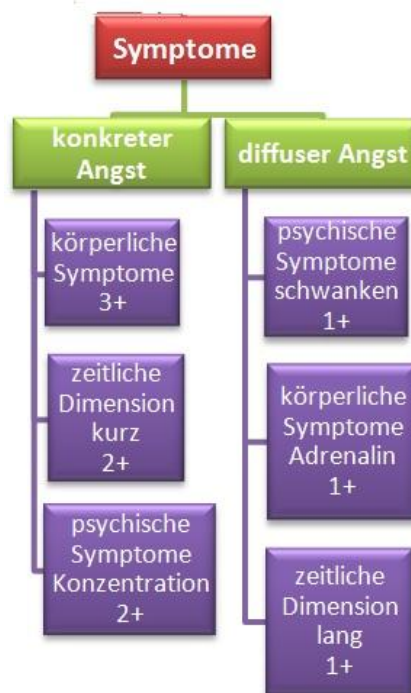 Symptome
konkreter
Angst
körperliche
Symptome
3+
zeitliche
Dimension
kurz
2+
psychische
Symptome
Konzentration
2+
diffuser Angst
psychische
Symptome
schwanken
1+
körperliche
Symptome
Adrenalin
1+
zeitliche
Dimension
lang
1+